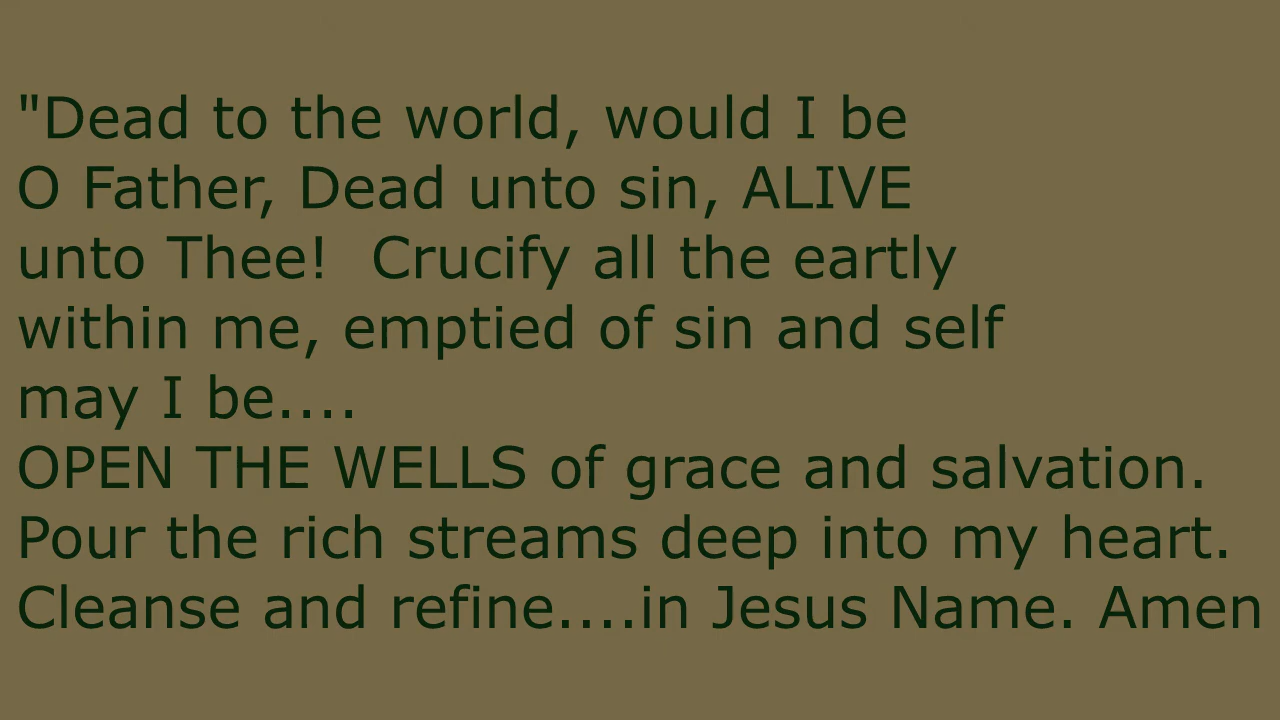 "Dead to the world, would I be
O Father, Dead unto sin, ALIVE
unto Thee!  Crucify all the eartly
within me, emptied of sin and self
may I be....
OPEN THE WELLS of grace and salvation.
Pour the rich streams deep into my heart.
Cleanse and refine....in Jesus Name. Amen